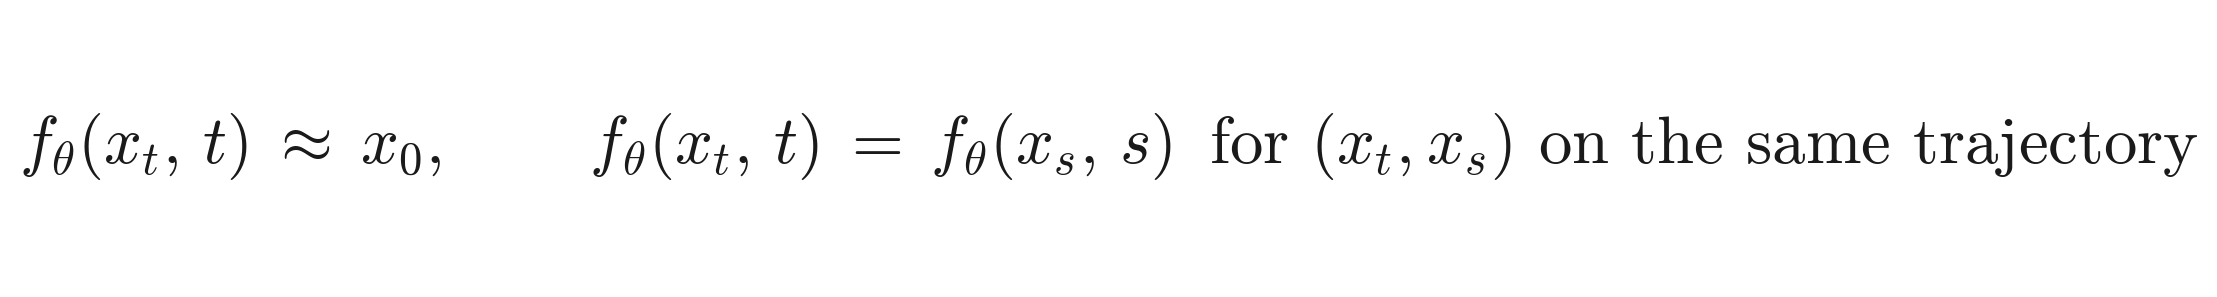 f_θ(x_t, t) ≈ x_0, f_θ(x_t, t) = f_θ(x_s, s) for (x_t, x_s) on the same trajectory